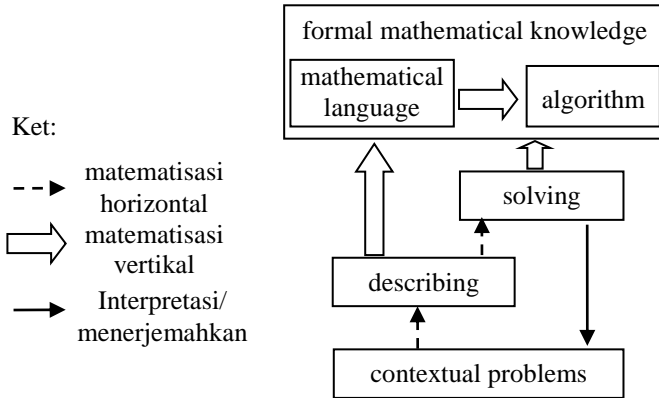 formal mathematical knowledge
mathematical
language
algorithm
Ket:
matematisasi
horizontal
matematisasi
vertikal
Interpretasi/
menerjemahkan
solving
describing
contextual problems